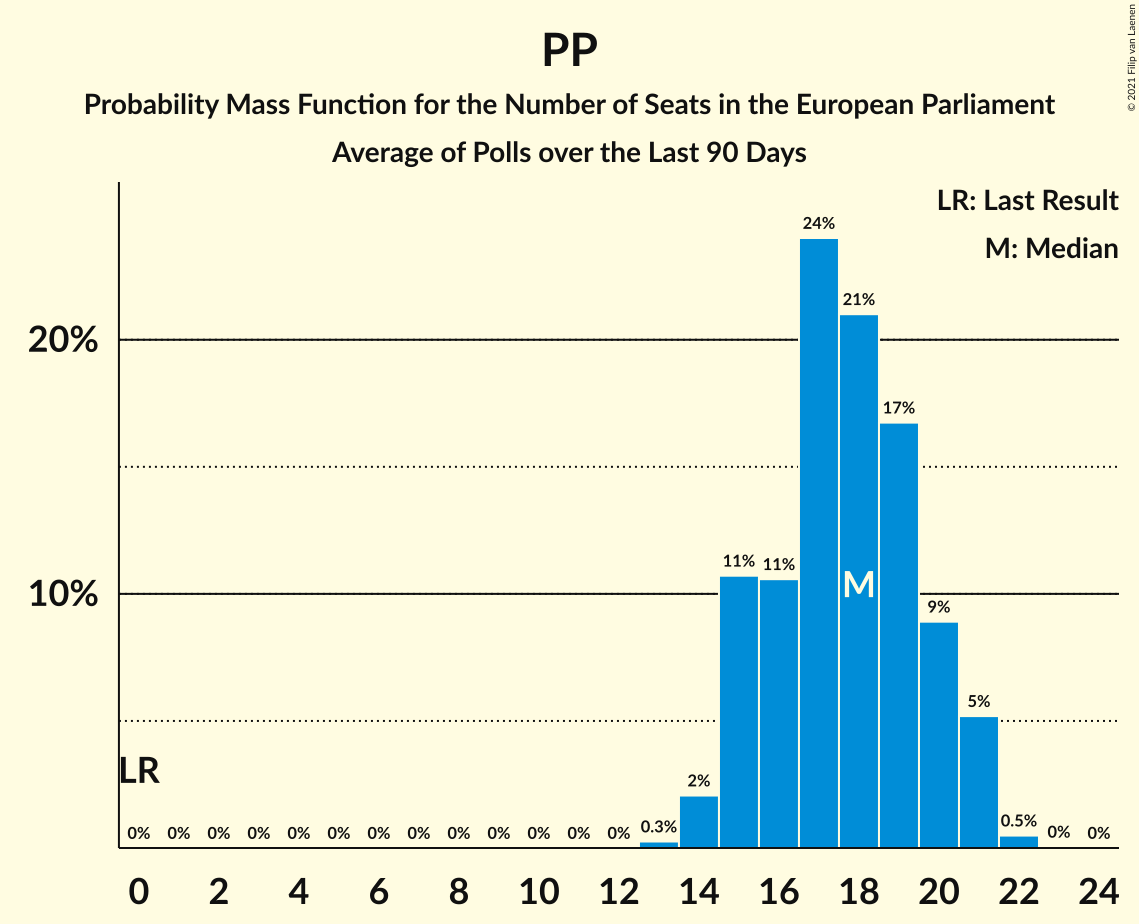 PP
Probability Mass Function for the Number of Seats in the European Parliament
Average of Polls over the Last 90 Days
© 2021 Filip van Laenen
LR: Last Result
M: Median
24%
21%
20%
17%
11% 11%
M
10%
9%
5%
LR
2%
0% 0% 0% 0% 0% 0% 0% 0% 0% 0% 0% 0% 0% 0.3% 0.5% 0% 0%
0 2 4 6 8 10 12 14 16 18 20 22 24